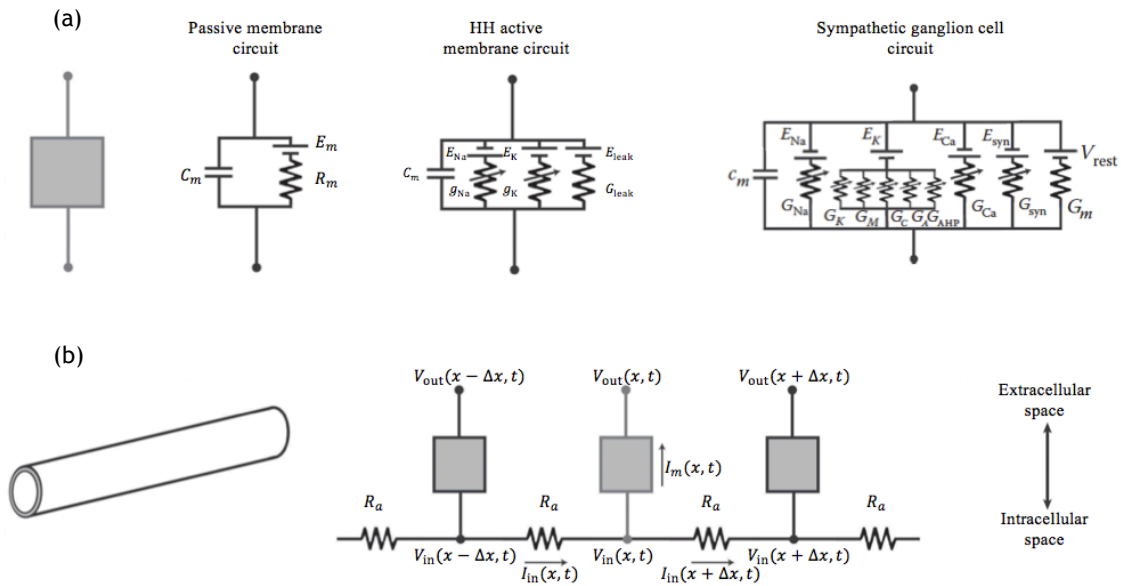 (a)
Passive membrane
circuit
HH active
membrane circuit
Sympathetic ganglion cell
circuit
C_m
E_m
R_m
C_m
E_Na
E_K
E_leak
g_Na
g_K
G_leak
c_m
E_Na
E_K
E_Ca
E_syn
V_rest
G_Na
G_K
G_M
G_C
G_A
G_AHP
G_Ca
G_syn
G_m
(b)
V_out(x − Δx, t)
V_out(x, t)
V_out(x + Δx, t)
Extracellular
space
I_m(x, t)
R_a
R_a
R_a
R_a
Intracellular
space
V_in(x − Δx, t)
V_in(x, t)
V_in(x + Δx, t)
I_in(x, t)
I_in(x + Δx, t)